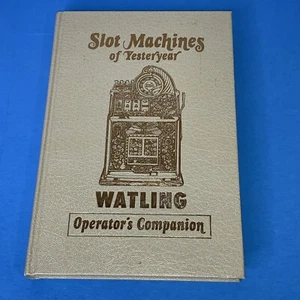 Slot Machines
of Yesteryear
WATLING
Operator's Companion